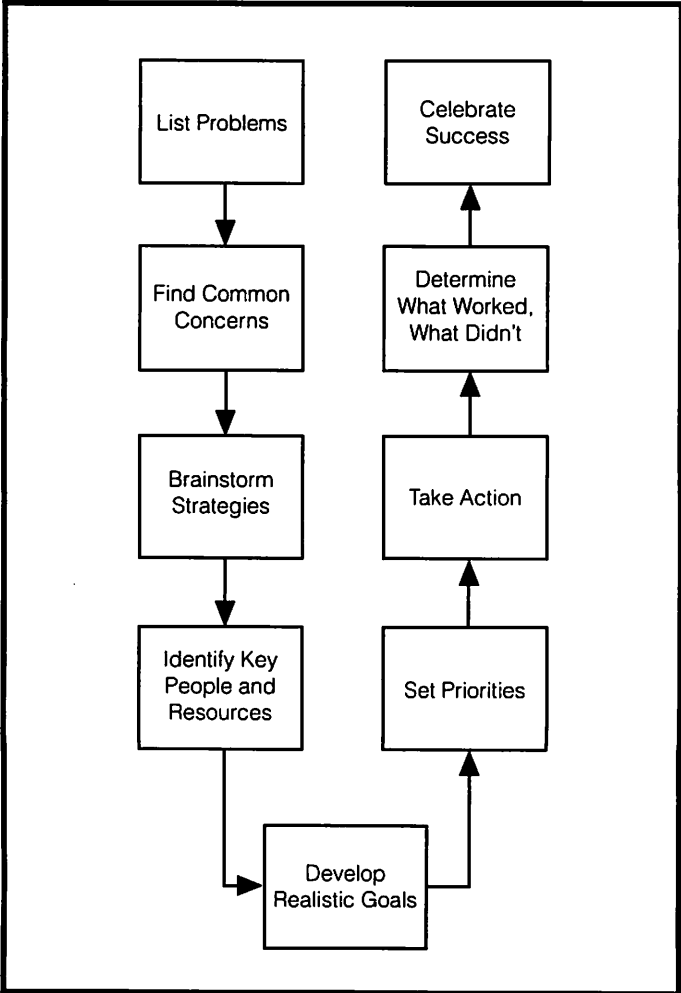 List Problems
Find Common
Concerns
Brainstorm
Strategies
Identify Key
People and
Resources
Develop
Realistic Goals
Set Priorities
Take Action
Determine
What Worked,
What Didn't
Celebrate
Success